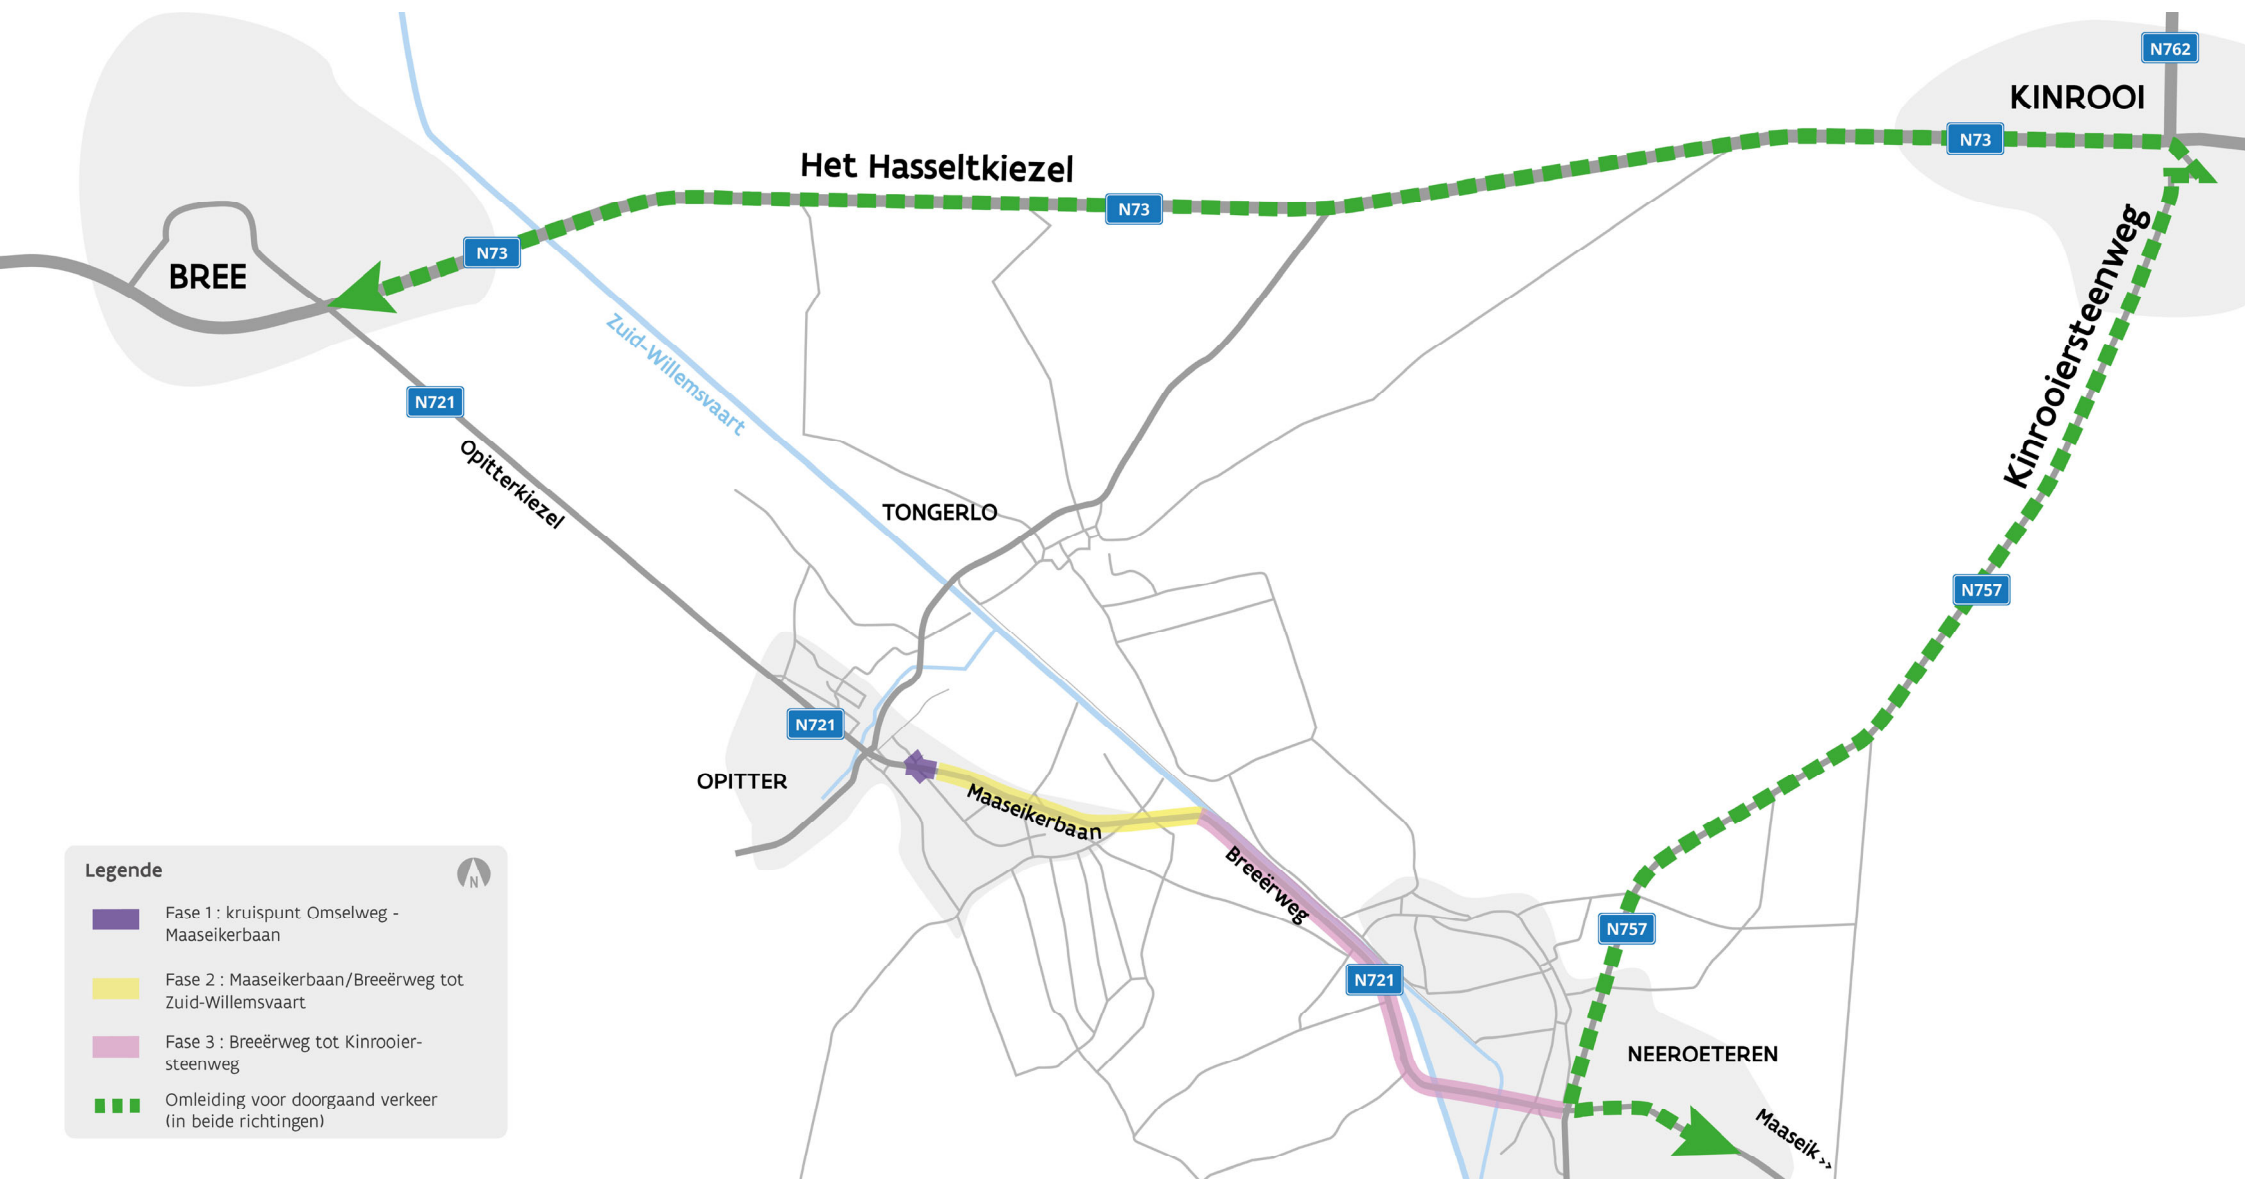 N762
KINROOI
N73
Het Hasseltkiezel
N73
N73
BREE
Kinrooiersteenweg
Zuid-Willemsvaart
N721
Opitterkiezel
TONGERLO
N757
N721
OPITTER
Maaseikerbaan
Breeërweg
N757
N721
NEEROETEREN
Maaseik >>
Legende
N
Fase 1 : kruispunt Omselweg -
Maaseikerbaan
Fase 2 : Maaseikerbaan/Breeërweg tot
Zuid-Willemsvaart
Fase 3 : Breeërweg tot Kinrooier-
steenweg
Omleiding voor doorgaand verkeer
(in beide richtingen)